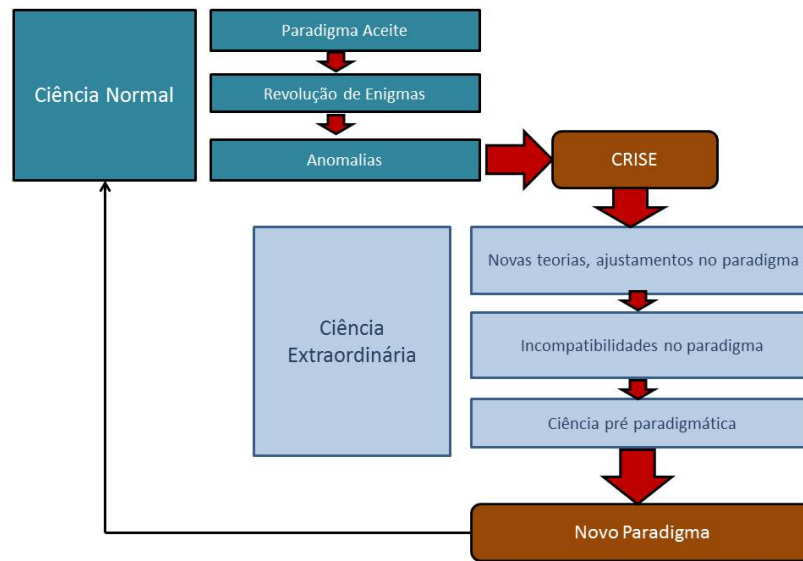 Ciência Normal
Paradigma Aceite
Revolução de Enigmas
Anomalias
CRISE
Ciência
Extraordinária
Novas teorias, ajustamentos no paradigma
Incompatibilidades no paradigma
Ciência pré paradigmática
Novo Paradigma